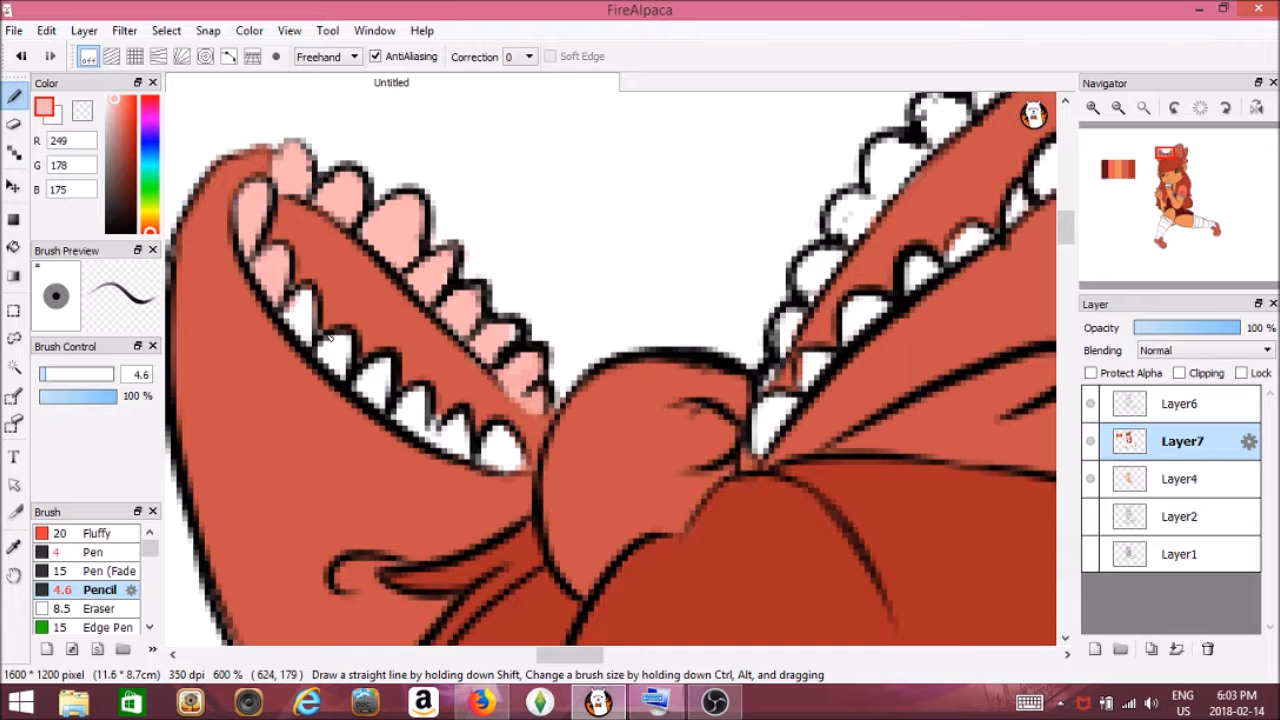 FireAlpaca
File Edit Layer Filter Select Snap Color View Tool Window Help
off Freehand AntiAliasing Correction 0 Soft Edge
Untitled
Color
R 249
G 178
B 175
Brush Preview
Brush Control
4.6
100 %
Brush
20 Fluffy
4 Pen
15 Pen (Fade
4.6 Pencil
8.5 Eraser
15 Edge Pen
Navigator
Layer
Opacity 100 %
Blending Normal
Protect Alpha Clipping Lock
Layer6
Layer7
Layer4
Layer2
Layer1
1600 * 1200 pixel (11.6 * 8.7cm) 350 dpi 600 % ( 624, 179 ) Draw a straight line by holding down Shift, Change a brush size by holding down Ctrl, Alt, and dragging
ENG 6:03 PM
US 2018-02-14